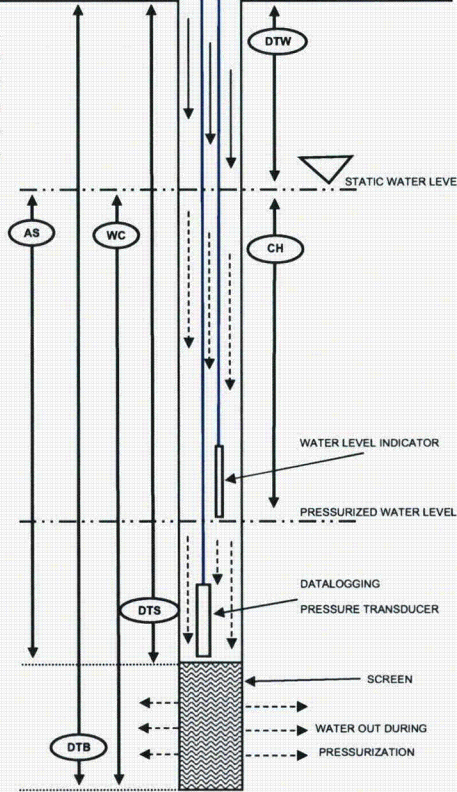 DTW
STATIC WATER LEVE
AS
WC
CH
WATER LEVEL INDICATOR
PRESSURIZED WATER LEVEL
DATALOGGING
DTS
PRESSURE TRANSDUCER
SCREEN
WATER OUT DURING
DTB
PRESSURIZATION